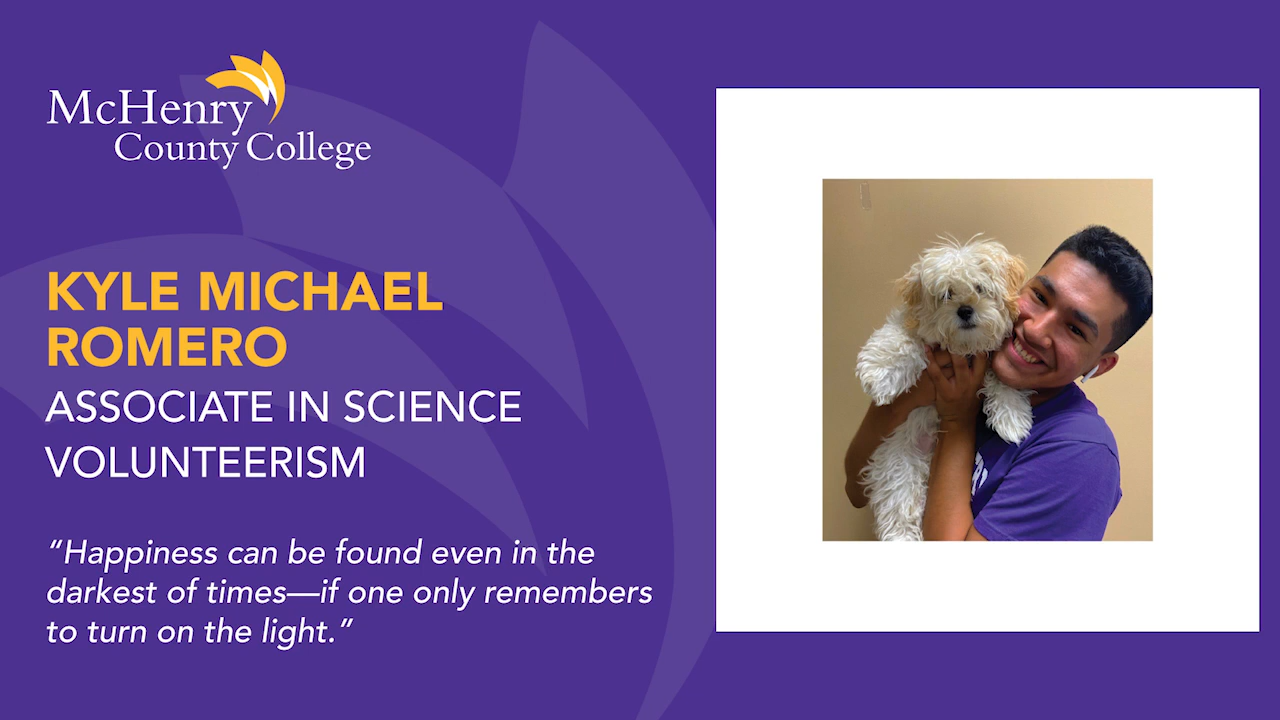 McHenry
County College
KYLE MICHAEL
ROMERO
ASSOCIATE IN SCIENCE
VOLUNTEERISM
“Happiness can be found even in the
darkest of times—if one only remembers
to turn on the light.”